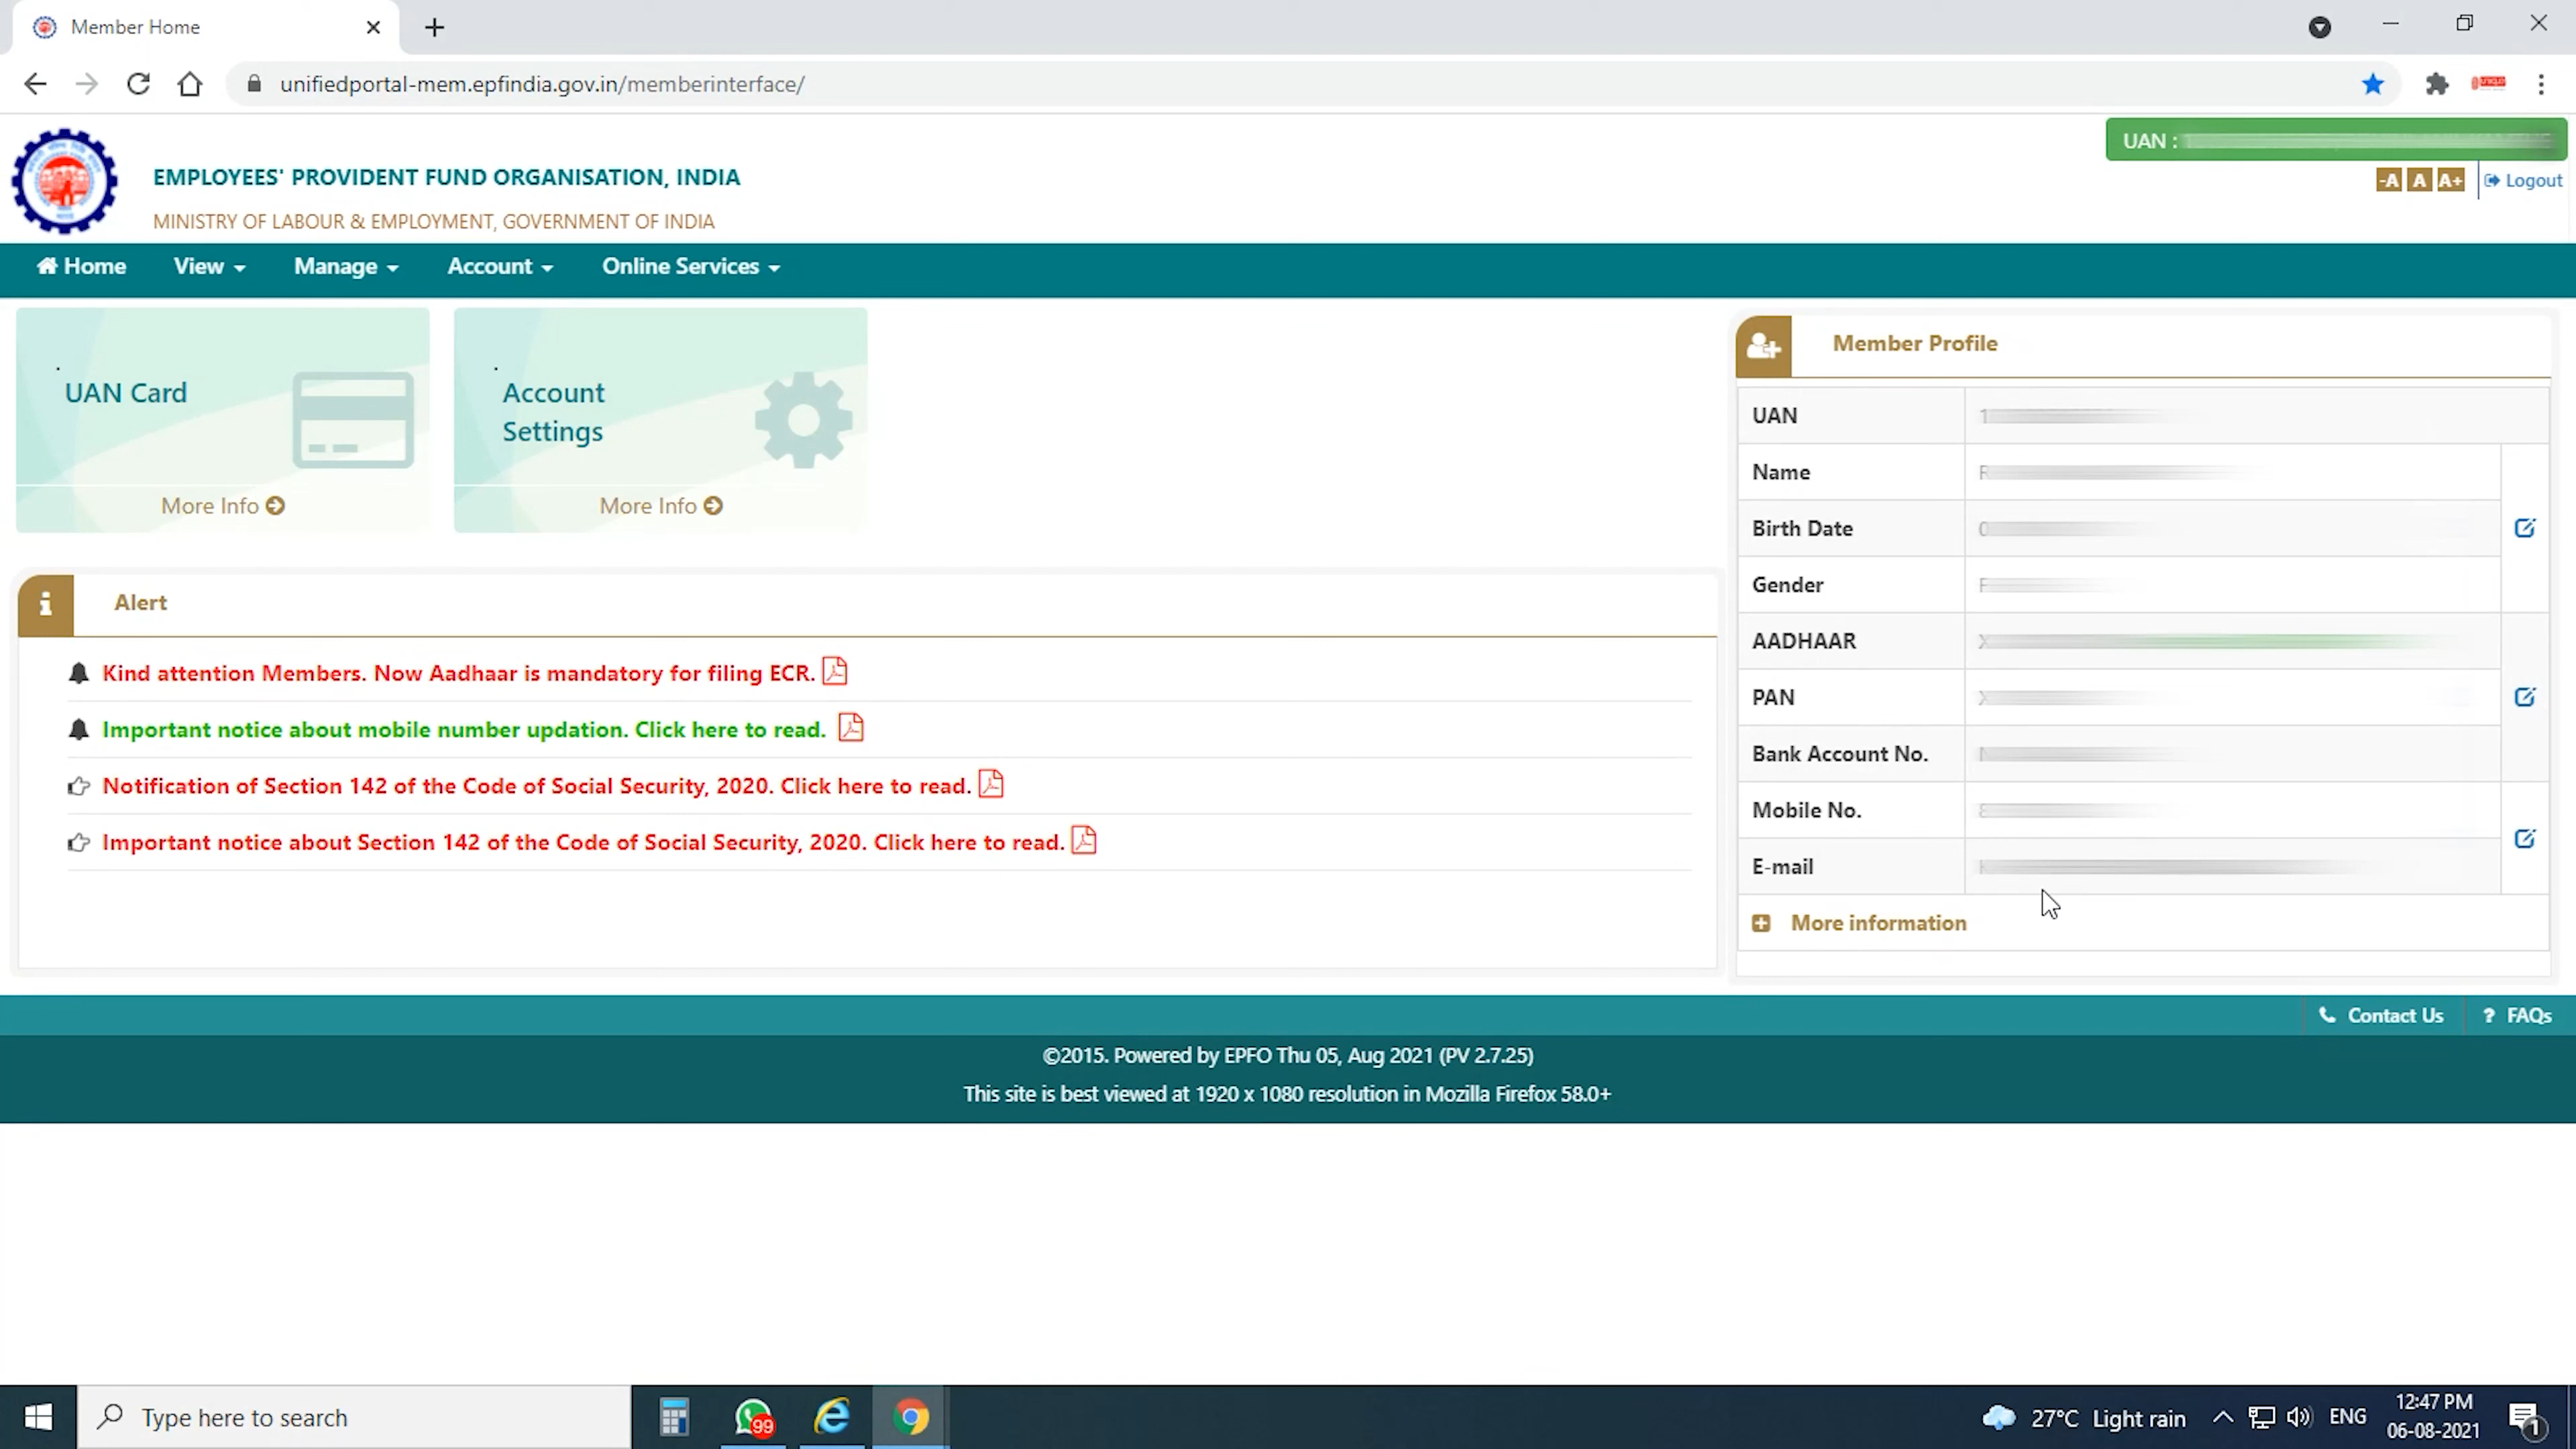 Member Home
unifiedportal-mem.epfindia.gov.in/memberinterface/
UAN :
EMPLOYEES' PROVIDENT FUND ORGANISATION, INDIA
-A A A+ Logout
MINISTRY OF LABOUR & EMPLOYMENT, GOVERNMENT OF INDIA
Home View Manage Account Online Services
UAN Card
More Info
Account
Settings
More Info
Alert
Kind attention Members. Now Aadhaar is mandatory for filing ECR.
Important notice about mobile number updation. Click here to read.
Notification of Section 142 of the Code of Social Security, 2020. Click here to read.
Important notice about Section 142 of the Code of Social Security, 2020. Click here to read.
Member Profile
UAN
Name
Birth Date
Gender
AADHAAR
PAN
Bank Account No.
Mobile No.
E-mail
More information
Contact Us ? FAQs
©2015. Powered by EPFO Thu 05, Aug 2021 (PV 2.7.25)
This site is best viewed at 1920 x 1080 resolution in Mozilla Firefox 58.0+
Type here to search
99
27°C Light rain
ENG
12:47 PM
06-08-2021
1